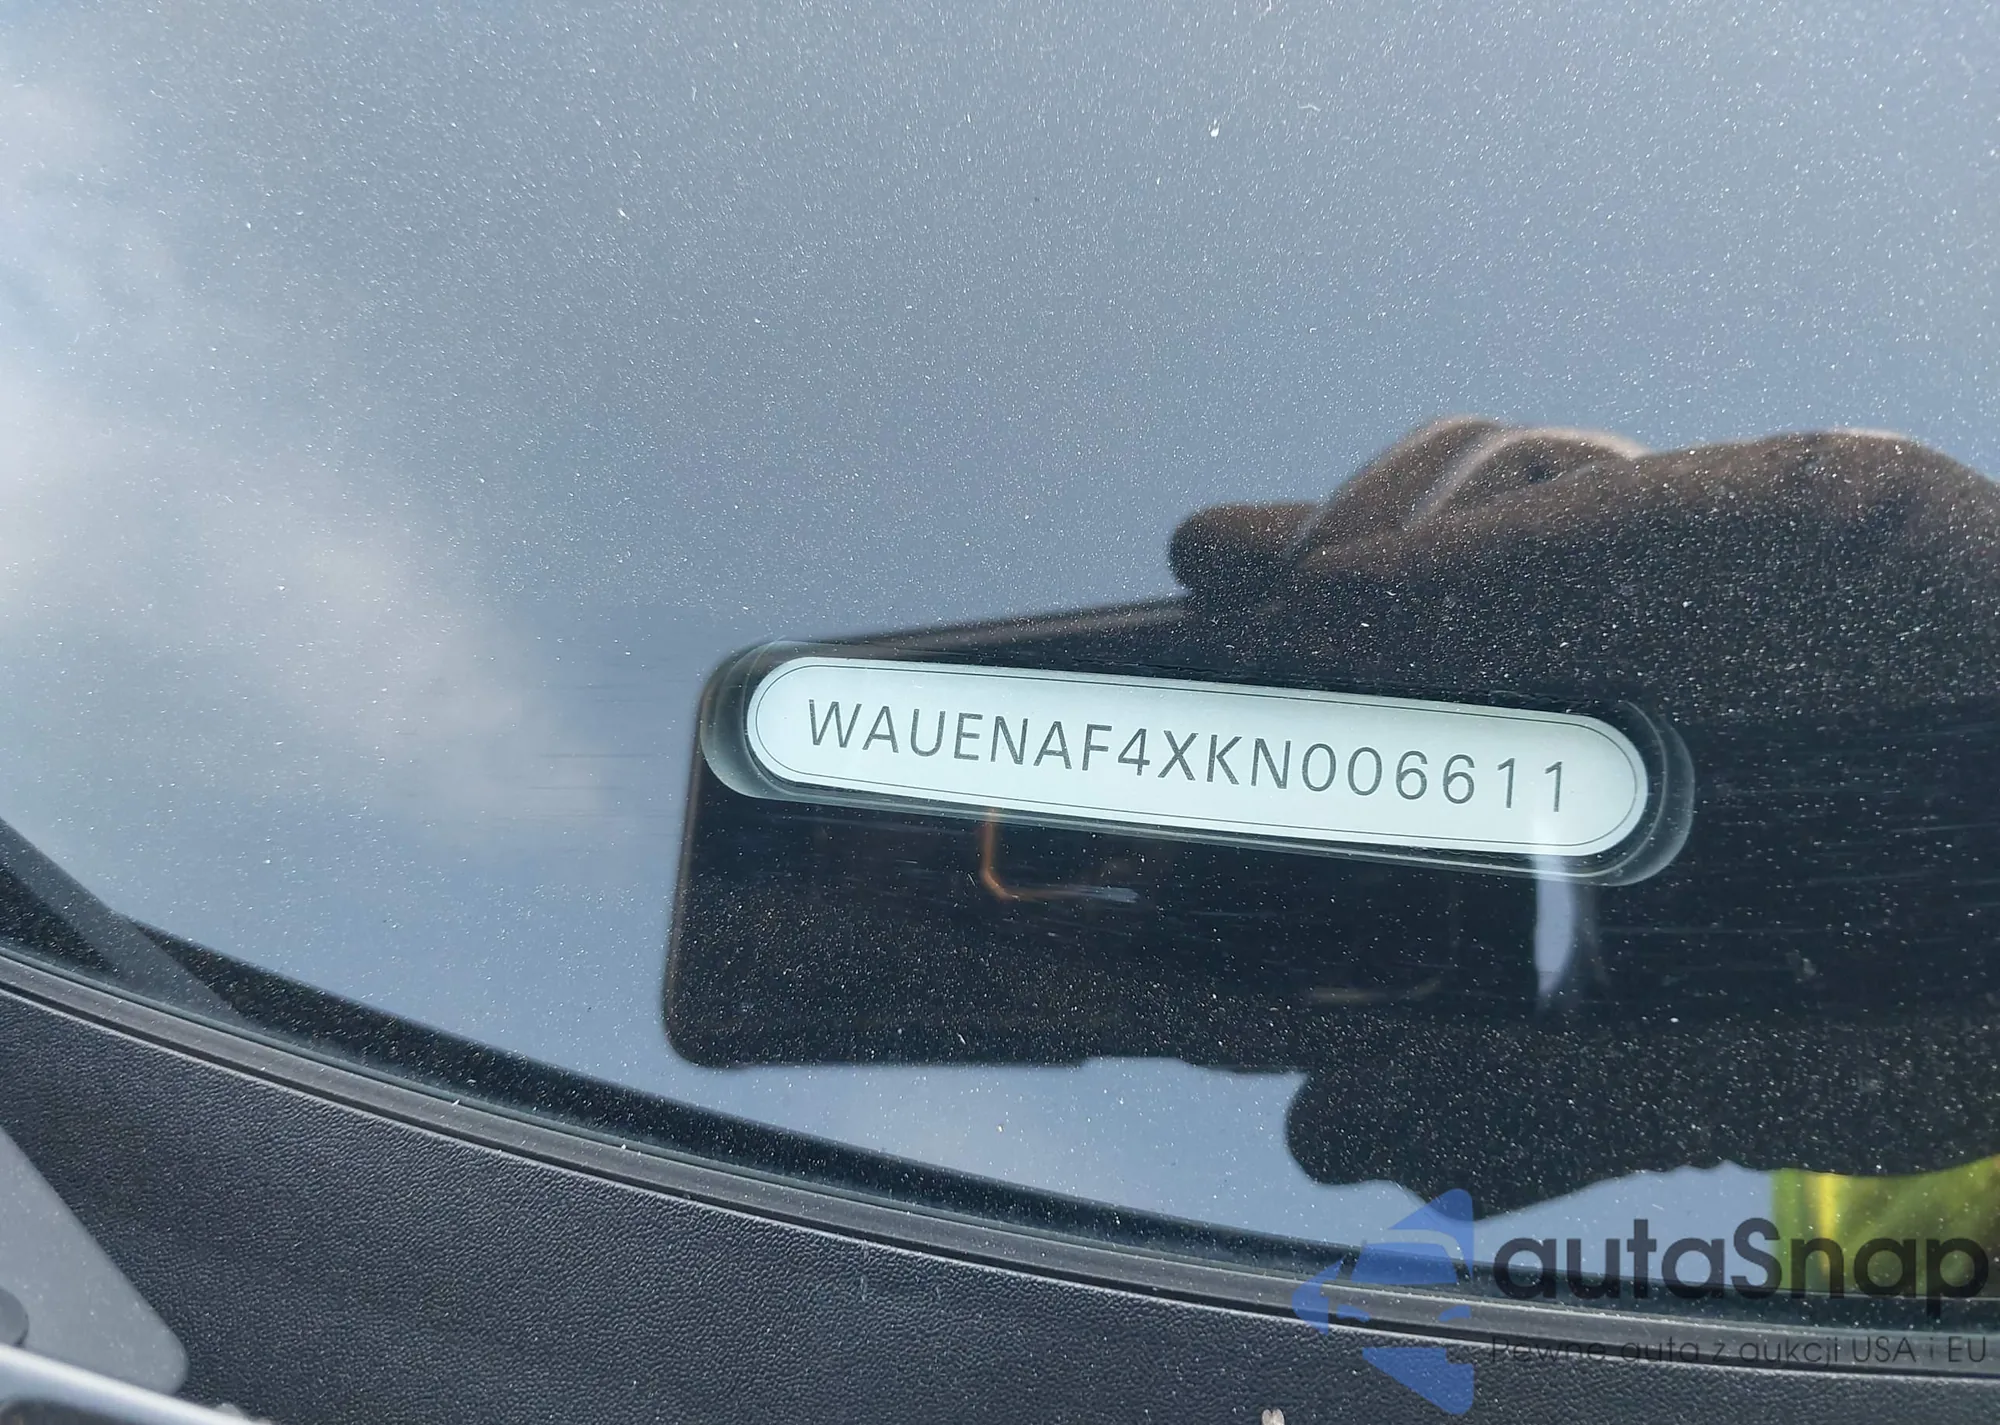 WAUENAF4XKN006611
autaSnap
Pewne auta z aukcji USA i EU